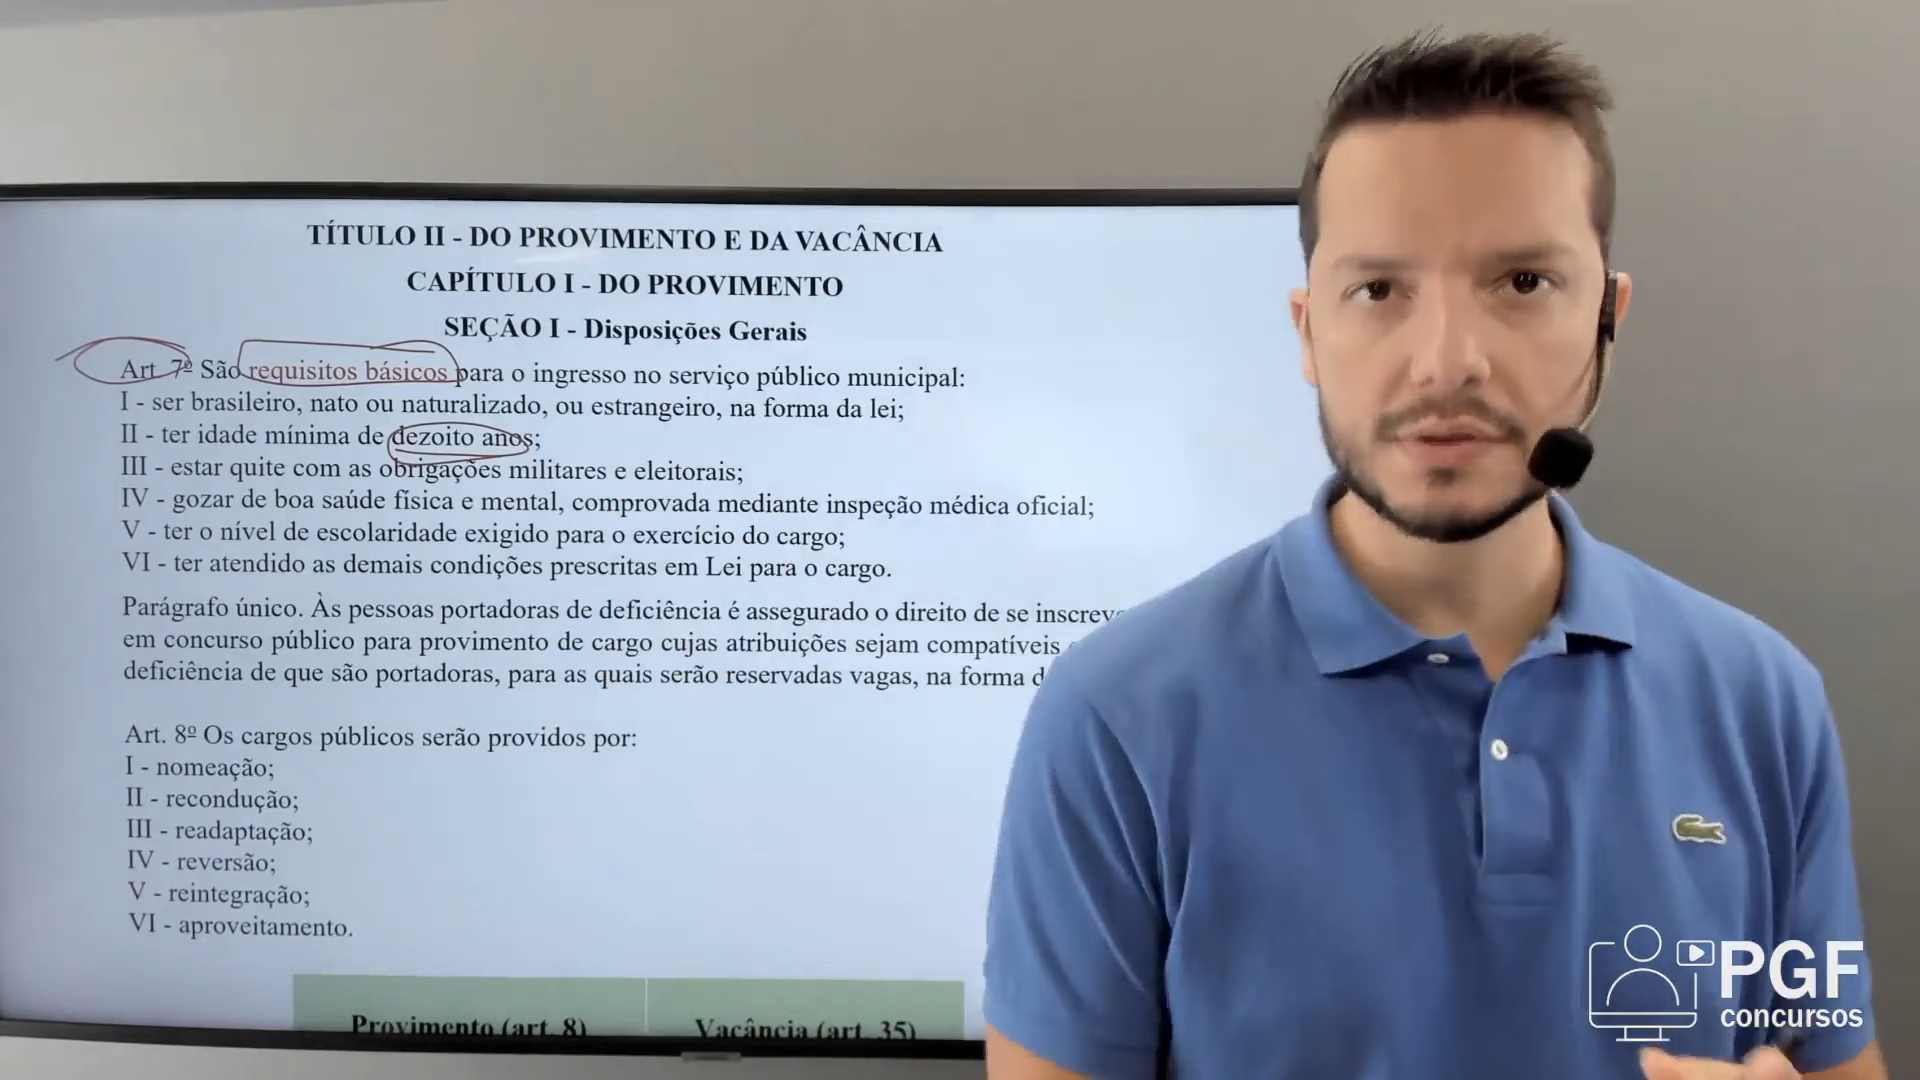 TÍTULO II - DO PROVIMENTO E DA VACÂNCIA
CAPÍTULO I - DO PROVIMENTO
SEÇÃO I - Disposições Gerais
Art. 7º São requisitos básicos para o ingresso no serviço público municipal:
I - ser brasileiro, nato ou naturalizado, ou estrangeiro, na forma da lei;
II - ter idade mínima de dezoito anos;
III - estar quite com as obrigações militares e eleitorais;
IV - gozar de boa saúde física e mental, comprovada mediante inspeção médica oficial;
V - ter o nível de escolaridade exigido para o exercício do cargo;
VI - ter atendido as demais condições prescritas em Lei para o cargo.
Parágrafo único. Às pessoas portadoras de deficiência é assegurado o direito de se inscrev
em concurso público para provimento de cargo cujas atribuições sejam compatíveis
deficiência de que são portadoras, para as quais serão reservadas vagas, na forma d
Art. 8º Os cargos públicos serão providos por:
I - nomeação;
II - recondução;
III - readaptação;
IV - reversão;
V - reintegração;
VI - aproveitamento.
Provimento (art. 8) Vacância (art. 35)
PGF
concursos